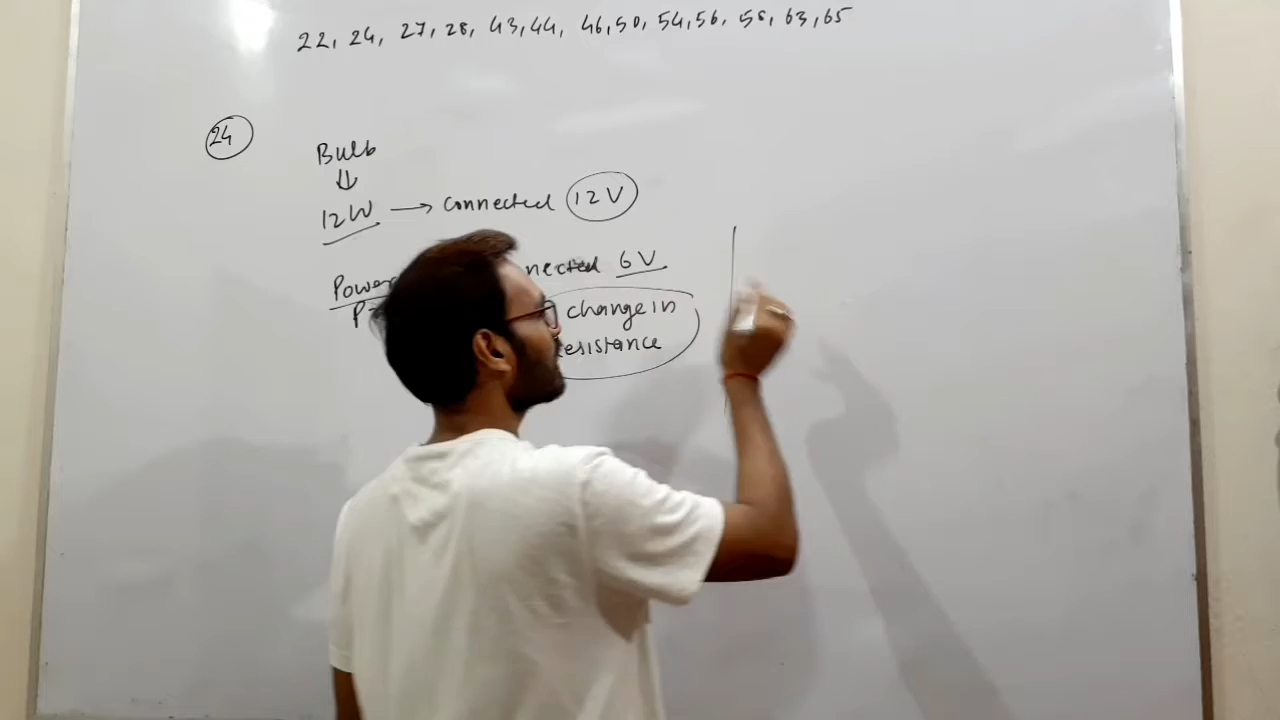 22, 24, 27, 28, 43, 44, 46, 50, 54, 56, 58, 63, 65
24
Bulb
⇓
12W → Connected 12V
Power nected 6V
P= change in
esistance